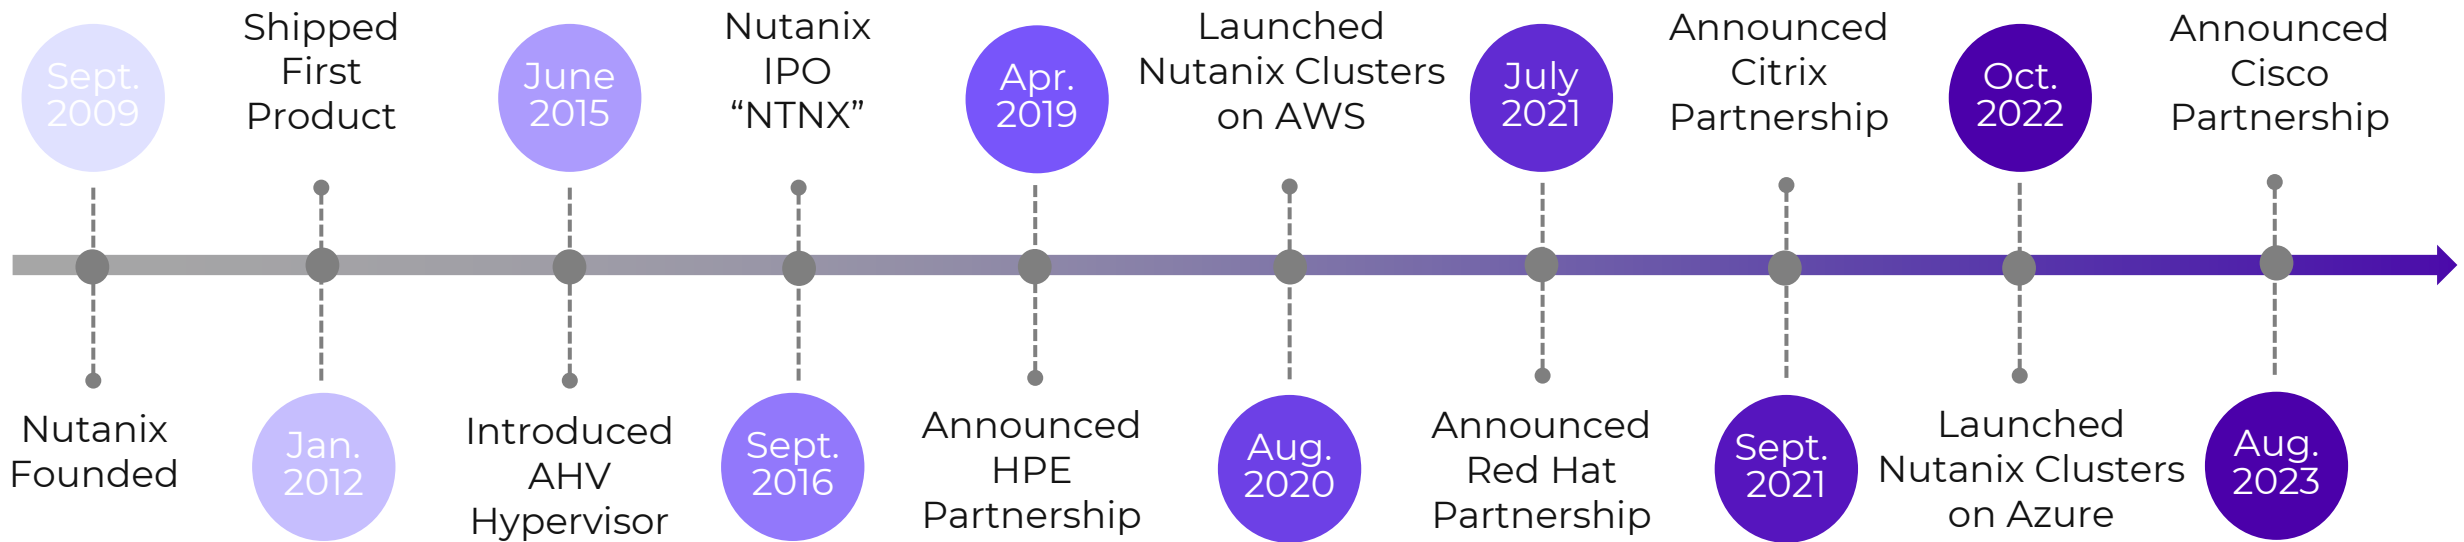 Sept.
2009
Nutanix
Founded
Shipped
First
Product
Jan.
2012
June
2015
Introduced
AHV
Hypervisor
Nutanix
IPO
“NTNX”
Sept.
2016
Apr.
2019
Announced
HPE
Partnership
Launched
Nutanix Clusters
on AWS
Aug.
2020
July
2021
Announced
Red Hat
Partnership
Announced
Citrix
Partnership
Sept.
2021
Oct.
2022
Launched
Nutanix Clusters
on Azure
Announced
Cisco
Partnership
Aug.
2023